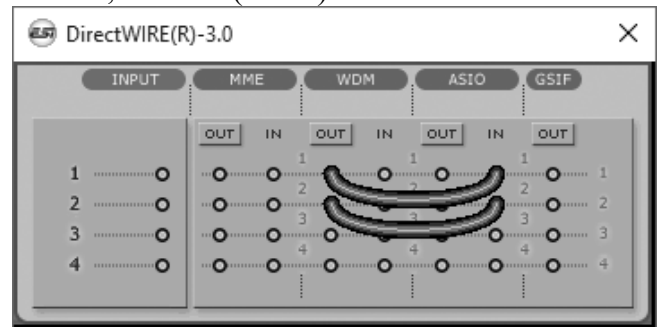 ESI DirectWIRE(R)-3.0
INPUT MME WDM ASIO GSIF
OUT IN OUT IN OUT IN OUT
1 1 1 1 1
2 2 2 2 2
3 3 3 3 3
4 4 4 4 4